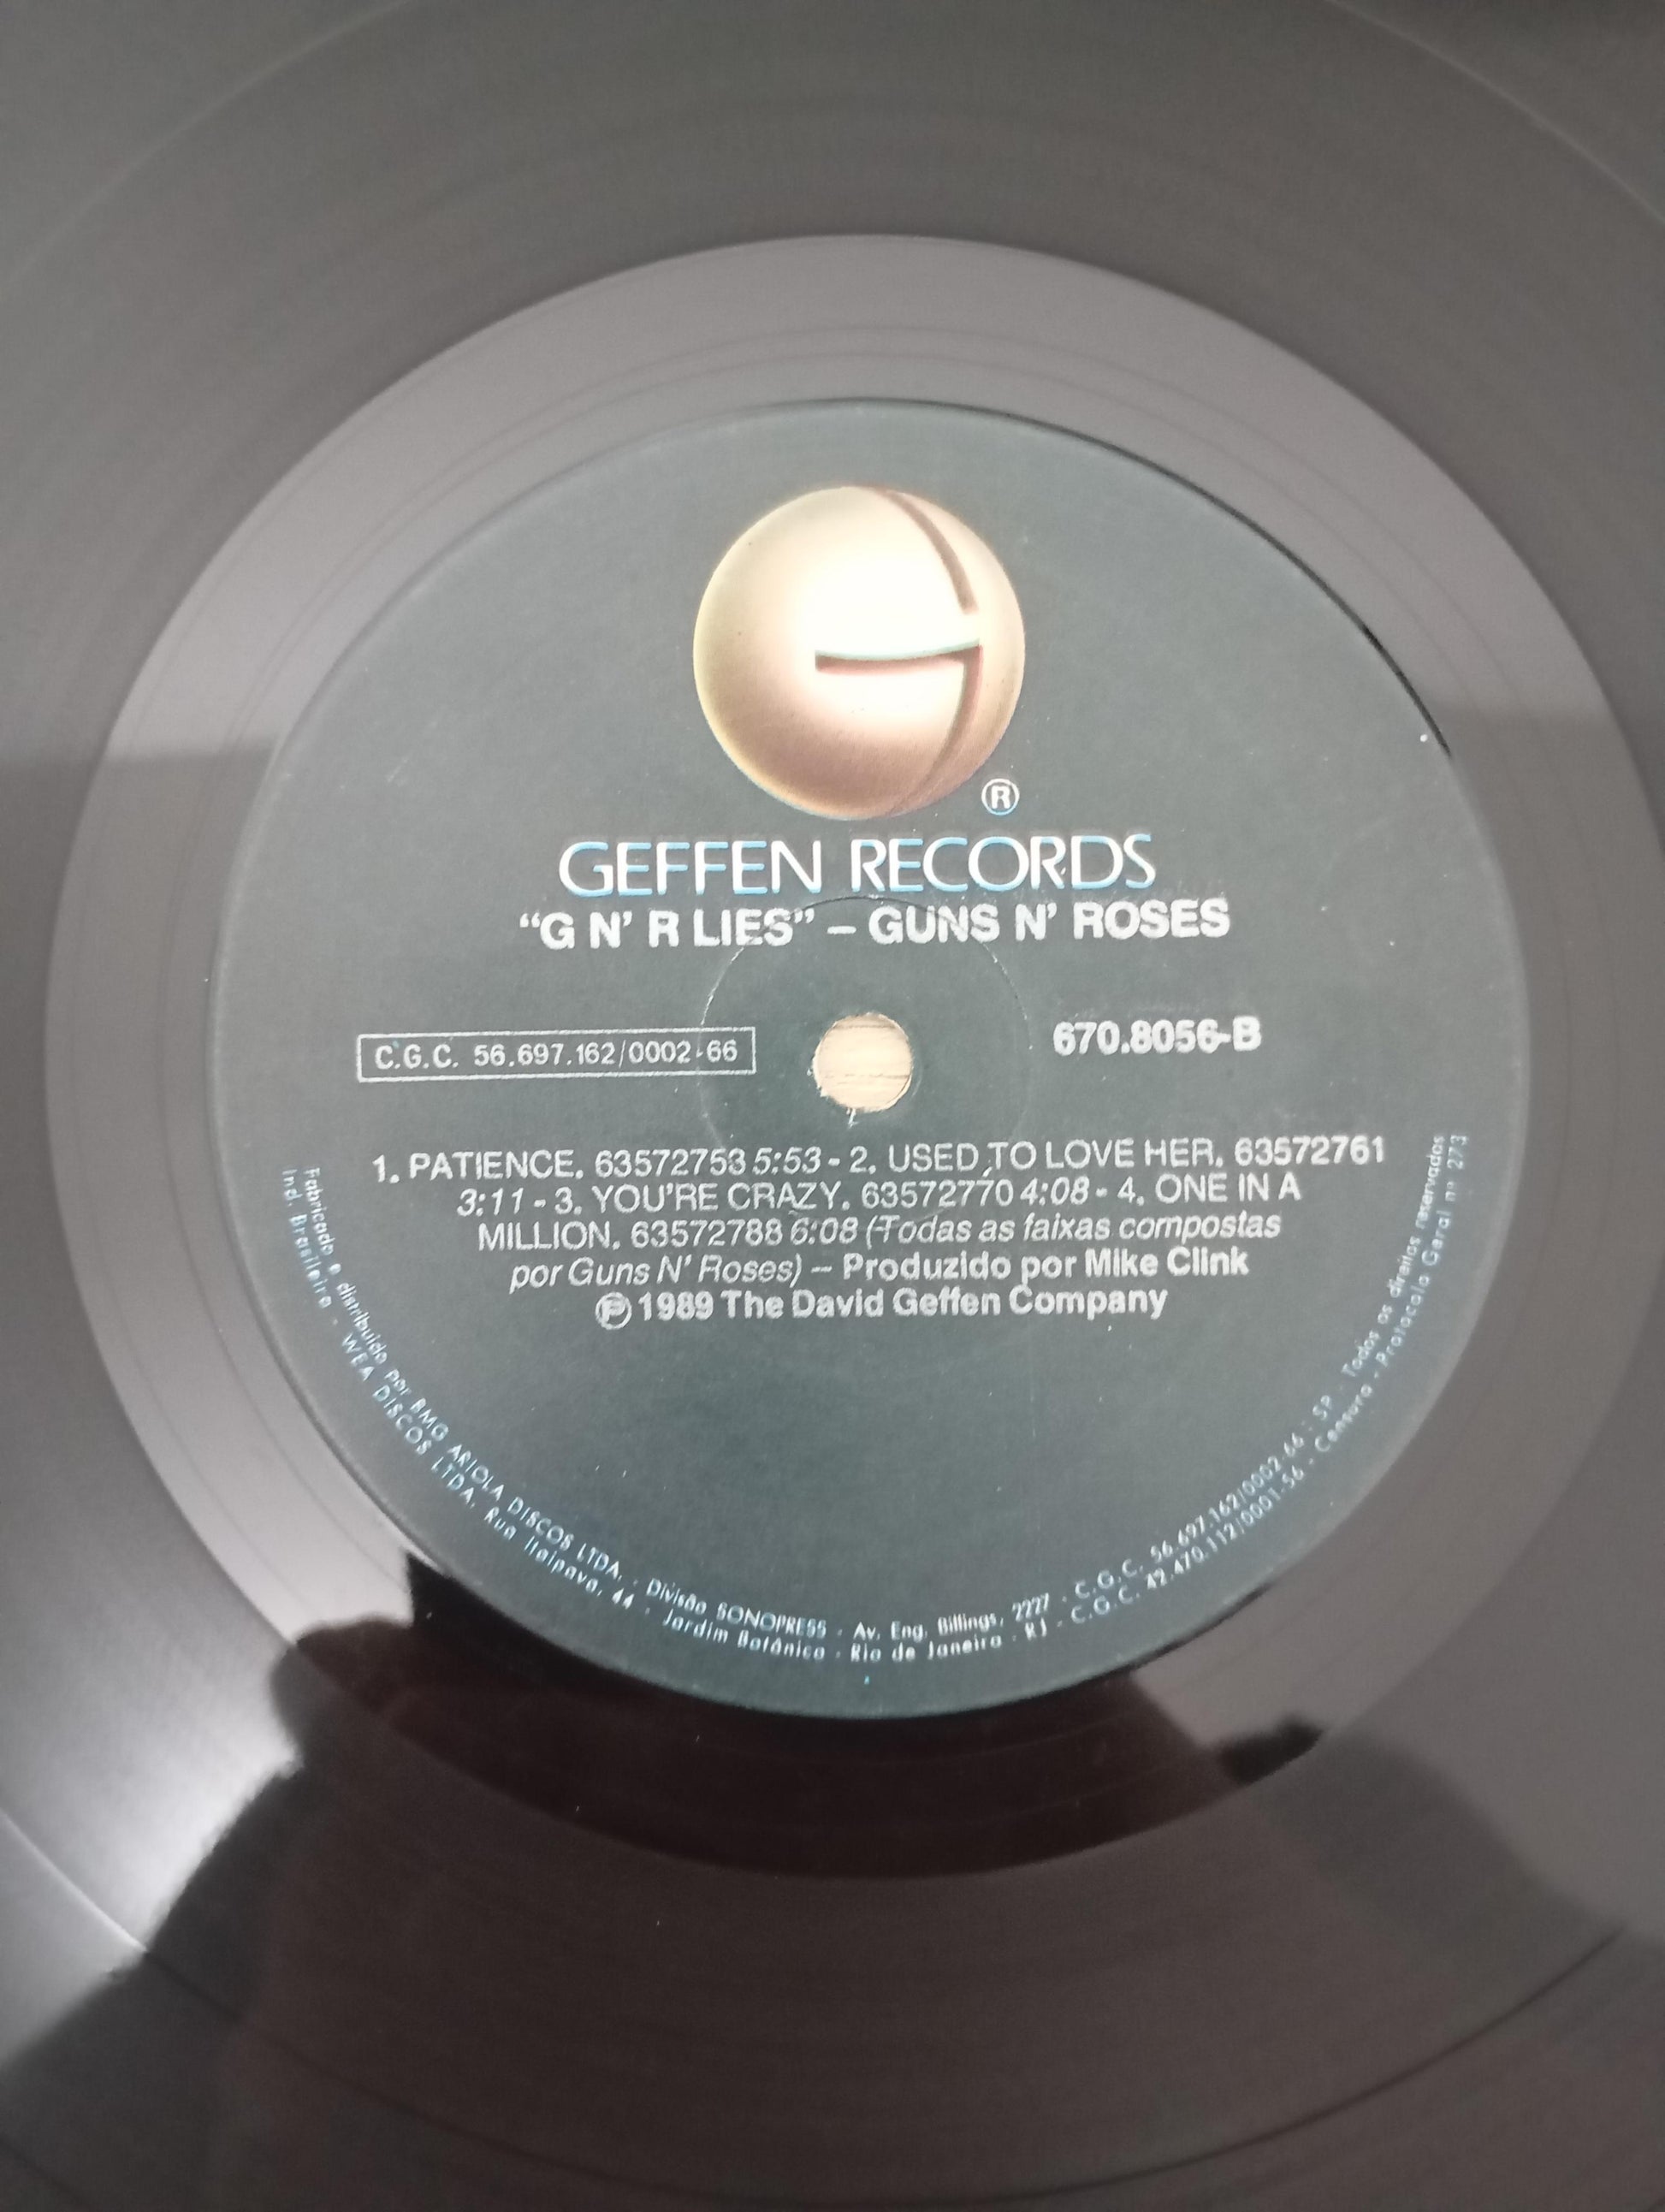 ®
GEFFEN RECORDS
“G N' R LIES” – GUNS N' ROSES
C.G.C. 56.697.162/0002-66
670.8056-B
1. PATIENCE. 63572753 5:53 - 2. USED TO LOVE HER. 63572761
3:11 - 3. YOU'RE CRAZY. 63572770 4:08 - 4. ONE IN A
MILLION. 63572788 6:08 (Todas as faixas compostas
por Guns N' Roses) – Produzido por Mike Clink
℗ 1989 The David Geffen Company
Fabricado e distribuido por BMG ARIOLA DISCOS LTDA. - Divisão SONOPRESS - Av. Eng. Billings, 2227 - C.G.C. 56.697.162/0002-66 - SP - Todos os direitos reservados
Ind. Brasileira - WEA DISCOS LTDA. Rua Itaipava, 44 - Jardim Botânico - Rio de Janeiro - RJ - C.G.C. 42.470.112/0001-56 - Censura - Protocolo Geral nº 273